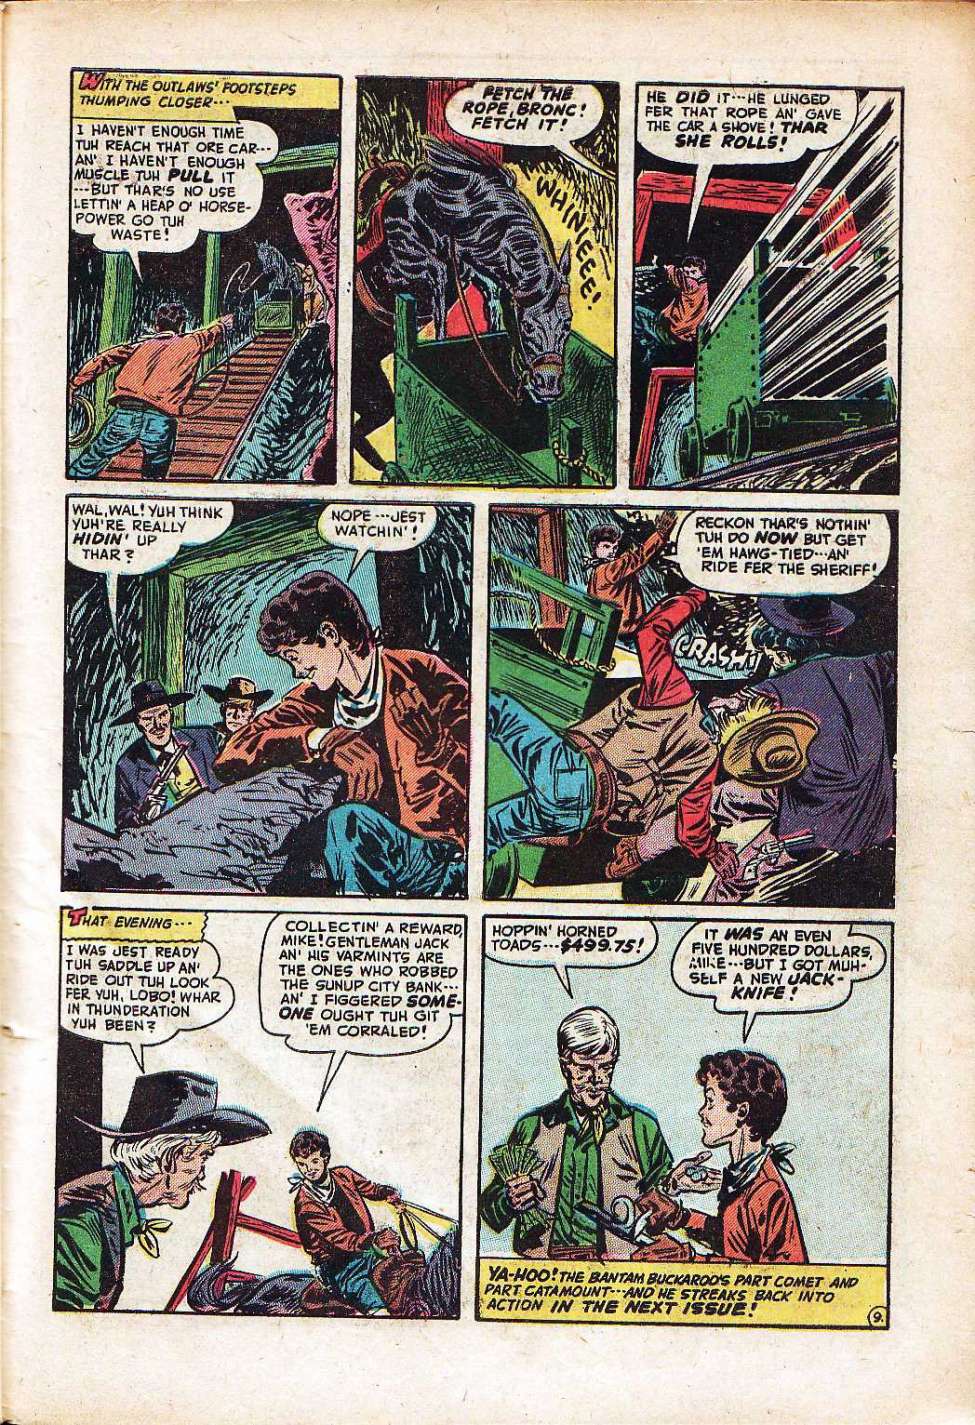 WITH THE OUTLAWS' FOOTSTEPS
THUMPING CLOSER---
I HAVEN'T ENOUGH TIME
TUH REACH THAT ORE CAR---
AN' I HAVEN'T ENOUGH
MUSCLE TUH PULL IT
---BUT THAR'S NO USE
LETTIN' A HEAP O' HORSE-
POWER GO TUH
WASTE!
FETCH THE
ROPE, BRONC!
FETCH IT!
WHINEEEE!
HE DID IT---HE LUNGED
FER THAT ROPE AN' GAVE
THE CAR A SHOVE! THAR
SHE ROLLS!
WAL, WAL! YUH THINK
YUH'RE REALLY
HIDIN' UP
THAR?
NOPE---JEST
WATCHIN'!
RECKON THAR'S NOTHIN'
TUH DO NOW BUT GET
'EM HAWG-TIED---AN'
RIDE FER THE SHERIFF!
CRASH!
THAT EVENING---
I WAS JEST READY
TUH SADDLE UP AN'
RIDE OUT TUH LOOK
FER YUH, LOBO! WHAR
IN THUNDERATION
YUH BEEN?
COLLECTIN' A REWARD,
MIKE! GENTLEMAN JACK
AN' HIS VARMINTS ARE
THE ONES WHO ROBBED
THE SUNUP CITY BANK---
AN' I FIGGERED SOME-
ONE OUGHT TUH GIT
'EM CORRALED!
HOPPIN' HORNED
TOADS---$499.75!
IT WAS AN EVEN
FIVE HUNDRED DOLLARS,
MIKE---BUT I GOT MUH-
SELF A NEW JACK-
KNIFE!
YA-HOO! THE BANTAM BUCKAROO'S PART COMET AND
PART CATAMOUNT---AND HE STREAKS BACK INTO
ACTION IN THE NEXT ISSUE!
9.